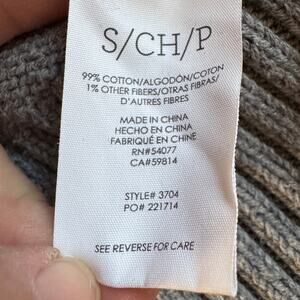 S/CH/P
99% COTTON/ALGODÓN/COTON
1% OTHER FIBERS/OTRAS FIBRAS/
D'AUTRES FIBRES
MADE IN CHINA
HECHO EN CHINA
FABRIQUÉ EN CHINE
RN#54077
CA#59814
STYLE# 3704
PO# 221714
SEE REVERSE FOR CARE